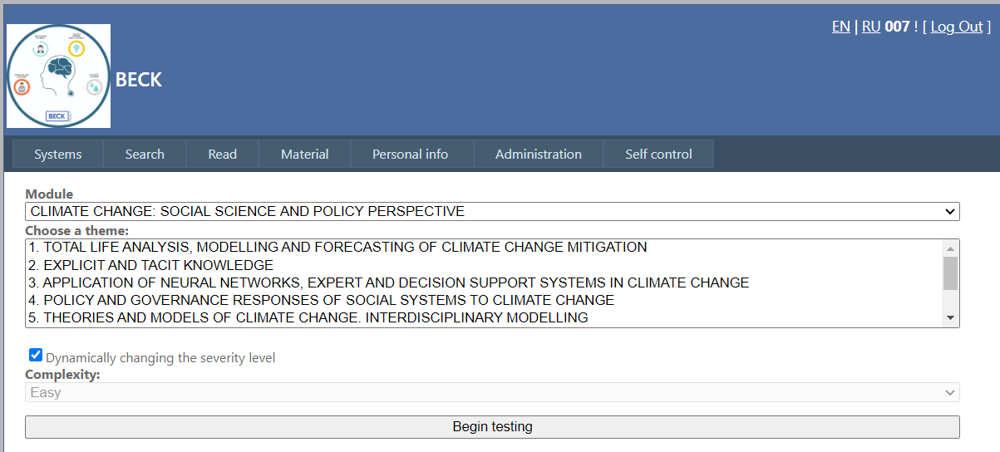 EN | RU 007 ! [ Log Out ]
BECK
BECK
Systems Search Read Material Personal info Administration Self control
Module
CLIMATE CHANGE: SOCIAL SCIENCE AND POLICY PERSPECTIVE
Choose a theme:
1. TOTAL LIFE ANALYSIS, MODELLING AND FORECASTING OF CLIMATE CHANGE MITIGATION
2. EXPLICIT AND TACIT KNOWLEDGE
3. APPLICATION OF NEURAL NETWORKS, EXPERT AND DECISION SUPPORT SYSTEMS IN CLIMATE CHANGE
4. POLICY AND GOVERNANCE RESPONSES OF SOCIAL SYSTEMS TO CLIMATE CHANGE
5. THEORIES AND MODELS OF CLIMATE CHANGE. INTERDISCIPLINARY MODELLING
Dynamically changing the severity level
Complexity:
Easy
Begin testing